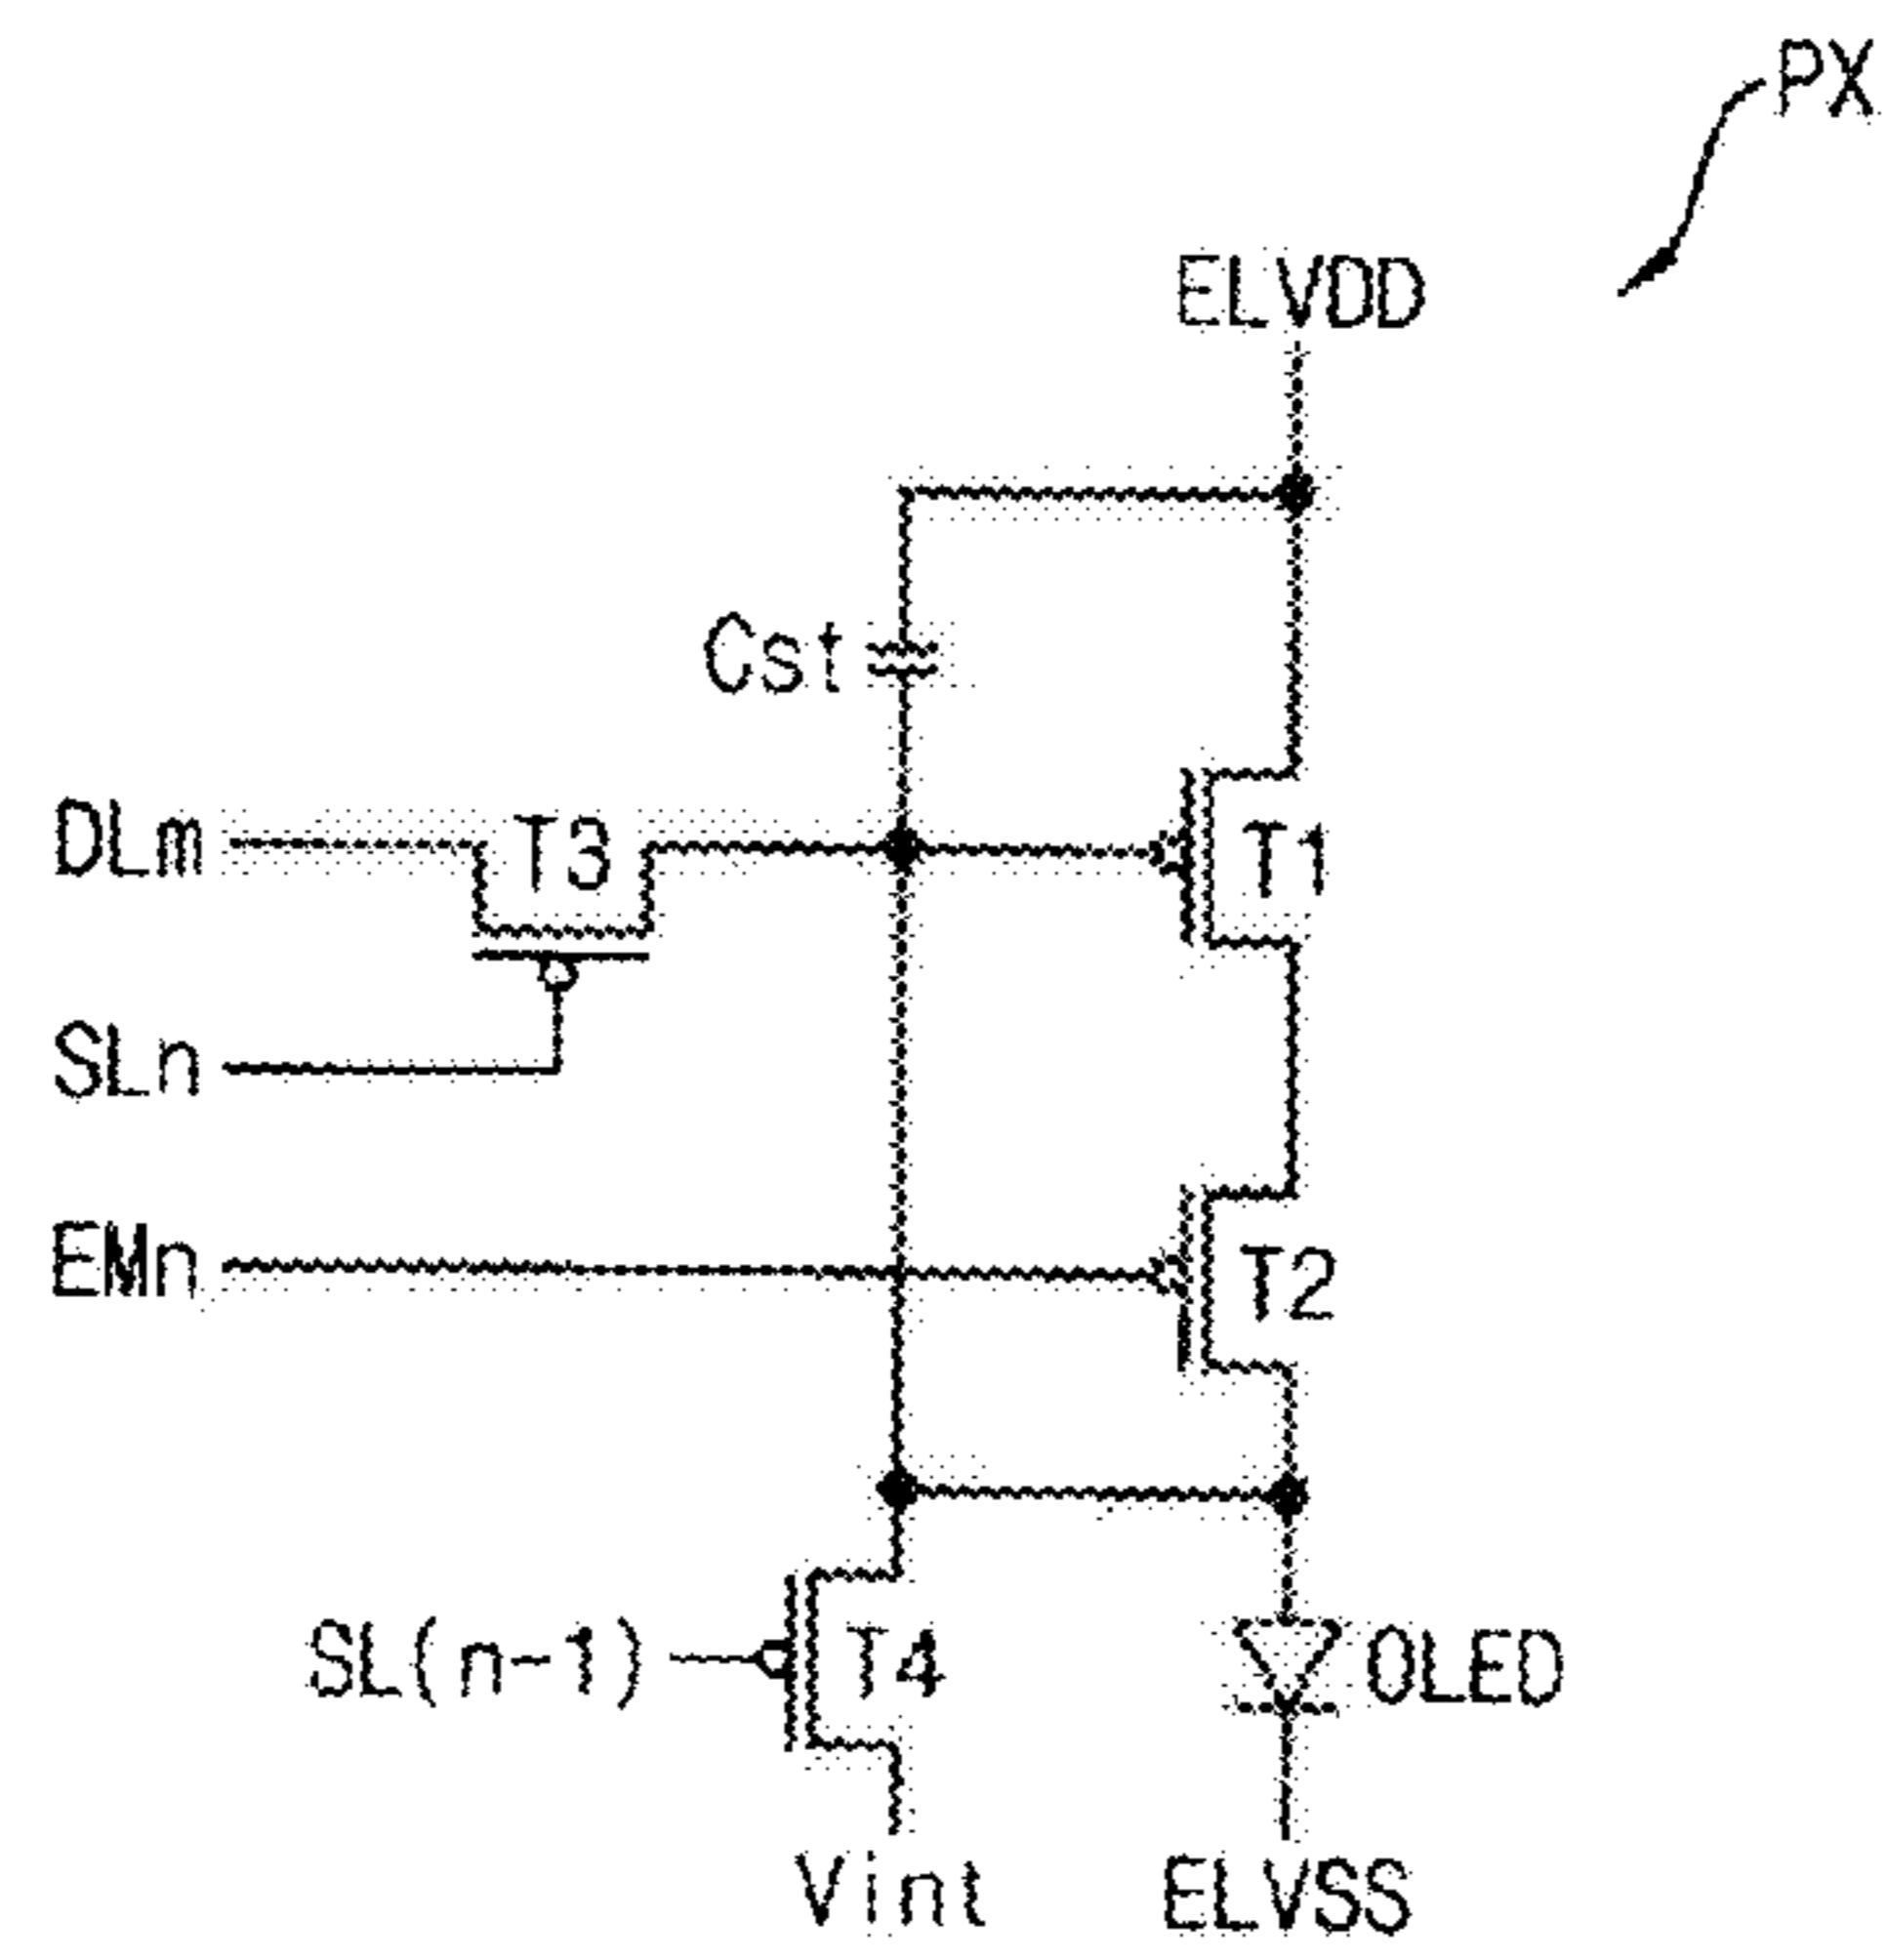 PX
ELVDD
Cst
DLm
T3
T1
SLn
EMn
T2
SL(n-1)
T4
OLED
Vint
ELVSS